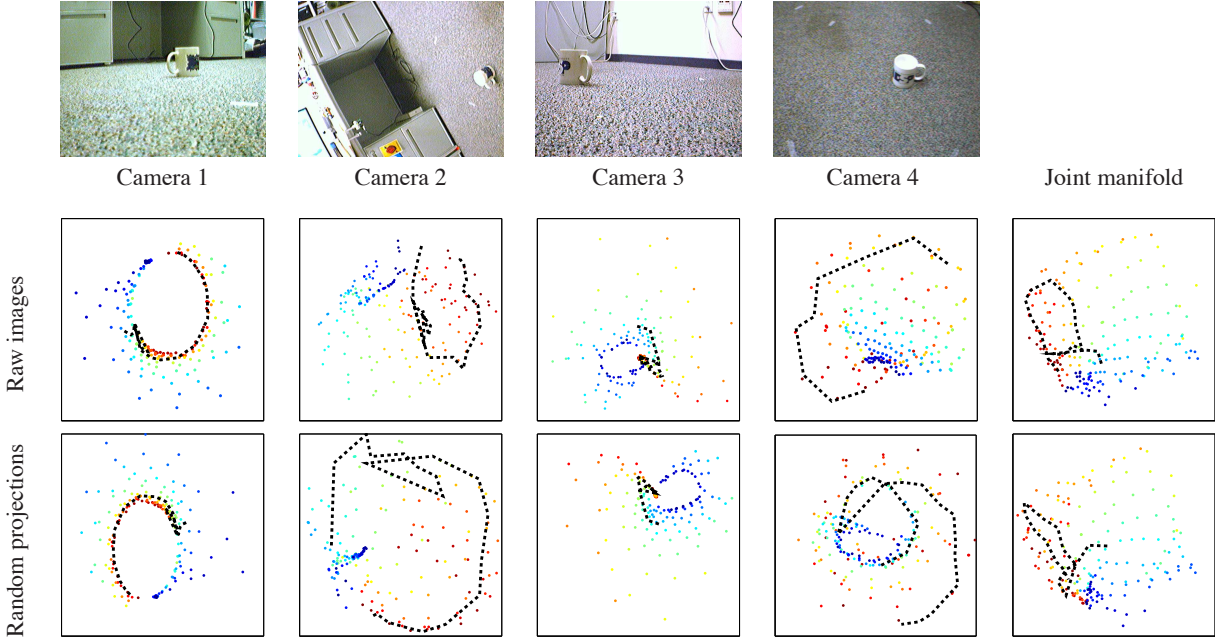 Camera 1
Camera 2
Camera 3
Camera 4
Joint manifold
Raw images
Random projections